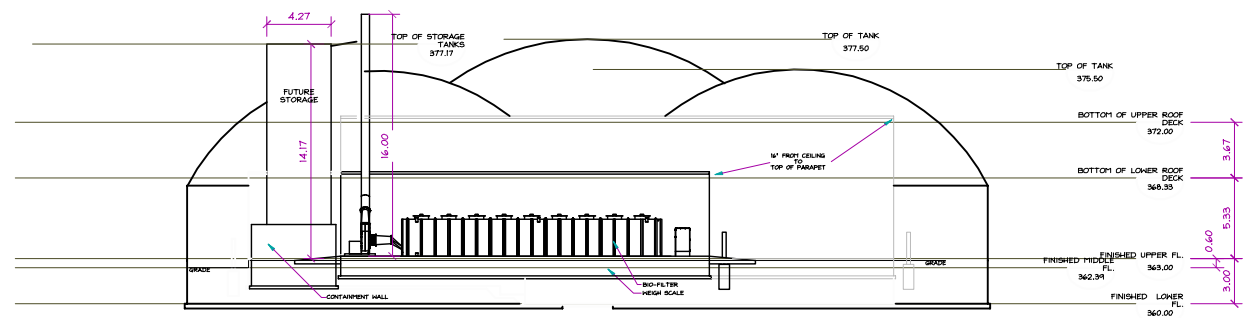 4.27
TOP OF STORAGE
TANKS
377.17
TOP OF TANK
377.50
TOP OF TANK
375.50
FUTURE
STORAGE
14.17
16.00
BOTTOM OF UPPER ROOF
DECK
372.00
3.67
16" FROM CEILING
TO
TOP OF PARAPET
BOTTOM OF LOWER ROOF
DECK
368.33
5.33
0.60
FINISHED UPPER FL.
363.00
FINISHED MIDDLE
FL.
362.39
3.00
GRADE
GRADE
BIO-FILTER
WEIGH SCALE
CONTAINMENT WALL
FINISHED LOWER
FL.
360.00